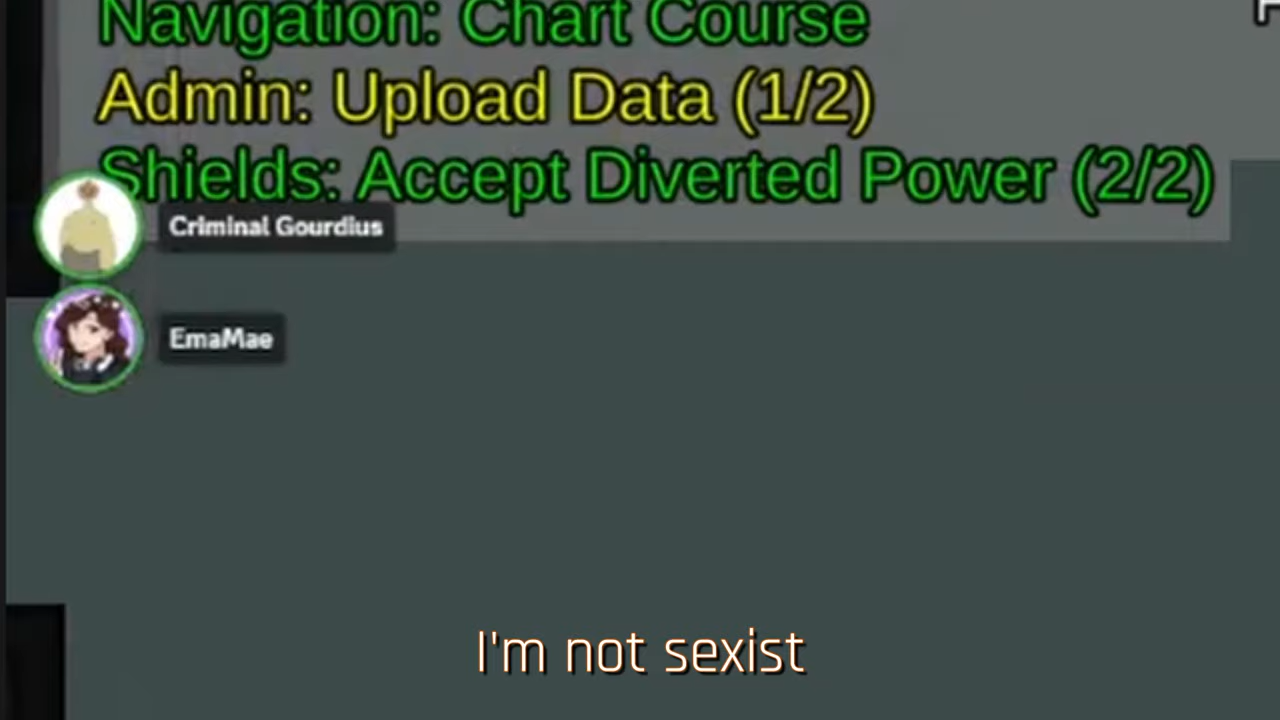 Navigation: Chart Course
Admin: Upload Data (1/2)
Shields: Accept Diverted Power (2/2)
Criminal Gourdius
EmaMae
I'm not sexist